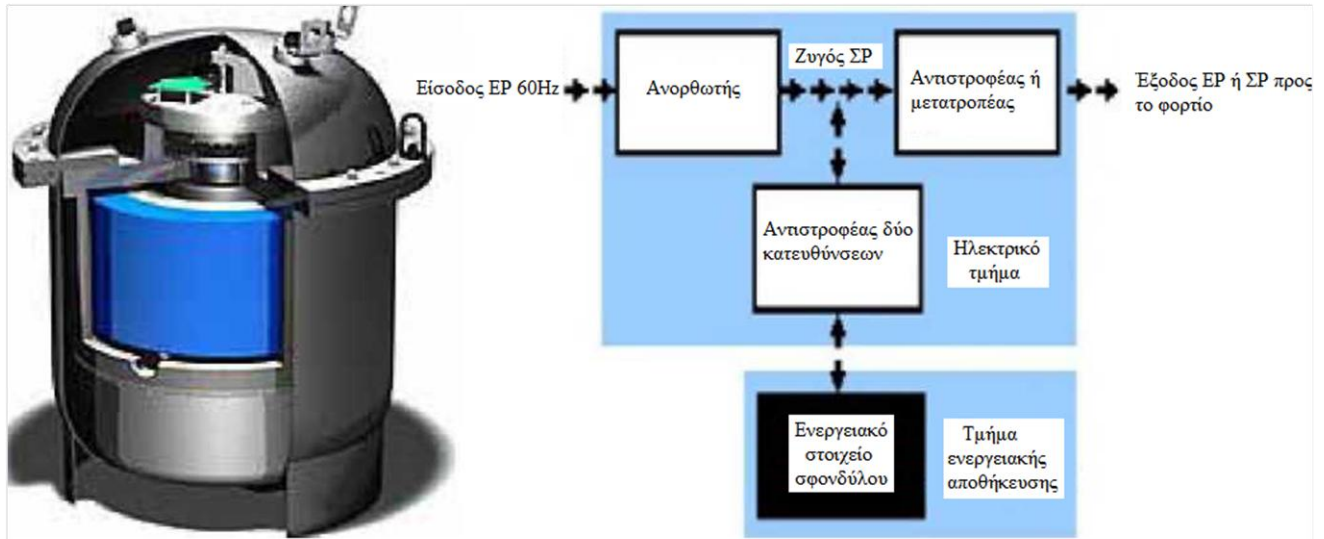 Είσοδος ΕΡ 60Hz
Ανορθωτής
Ζυγός ΣΡ
Αντιστροφέας ή
μετατροπέας
Έξοδος ΕΡ ή ΣΡ προς
το φορτίο
Αντιστροφέας δύο
κατευθύνσεων
Ηλεκτρικό
τμήμα
Ενεργειακό
στοιχείο
σφονδύλου
Τμήμα
ενεργειακής
αποθήκευσης